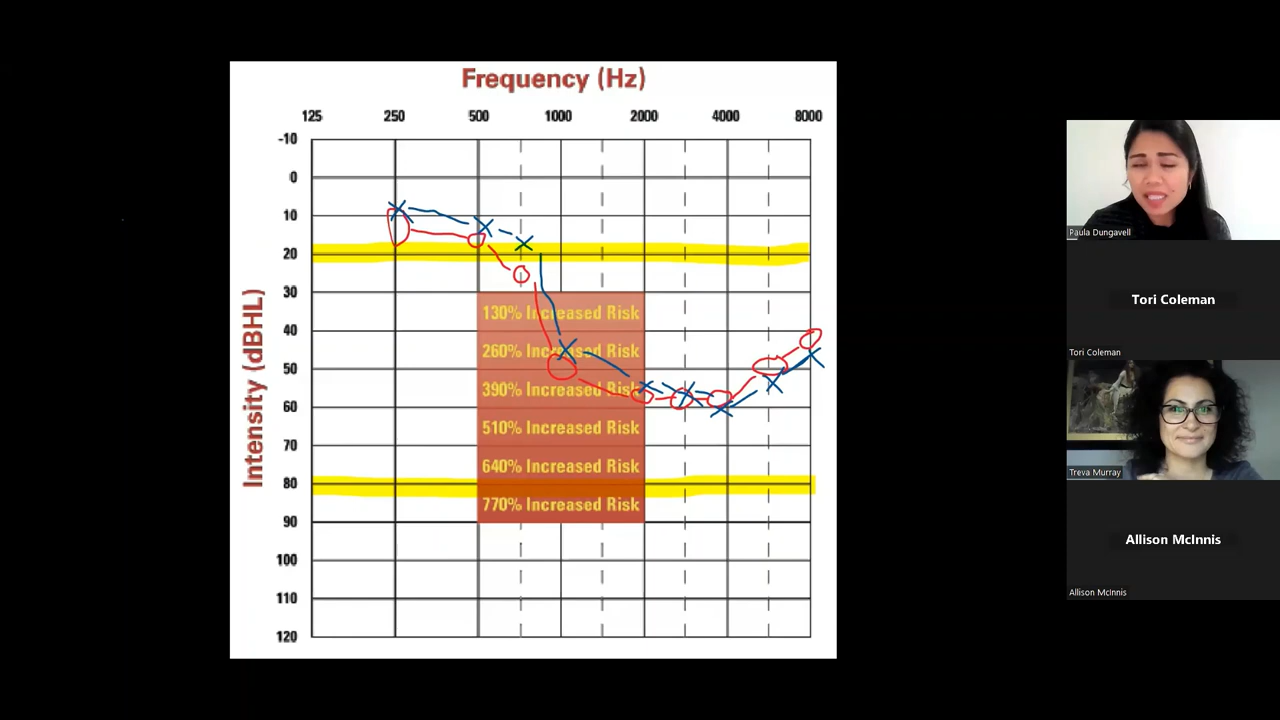 Frequency (Hz)
125 250 500 1000 2000 4000 8000
Intensity (dBHL)
-10
0
10
20
30
40
50
60
70
80
90
100
110
120
130% Increased Risk
260% Increased Risk
390% Increased Risk
510% Increased Risk
640% Increased Risk
770% Increased Risk
Paula Dungavell
Tori Coleman
Tori Coleman
Treva Murray
Allison McInnis
Allison McInnis